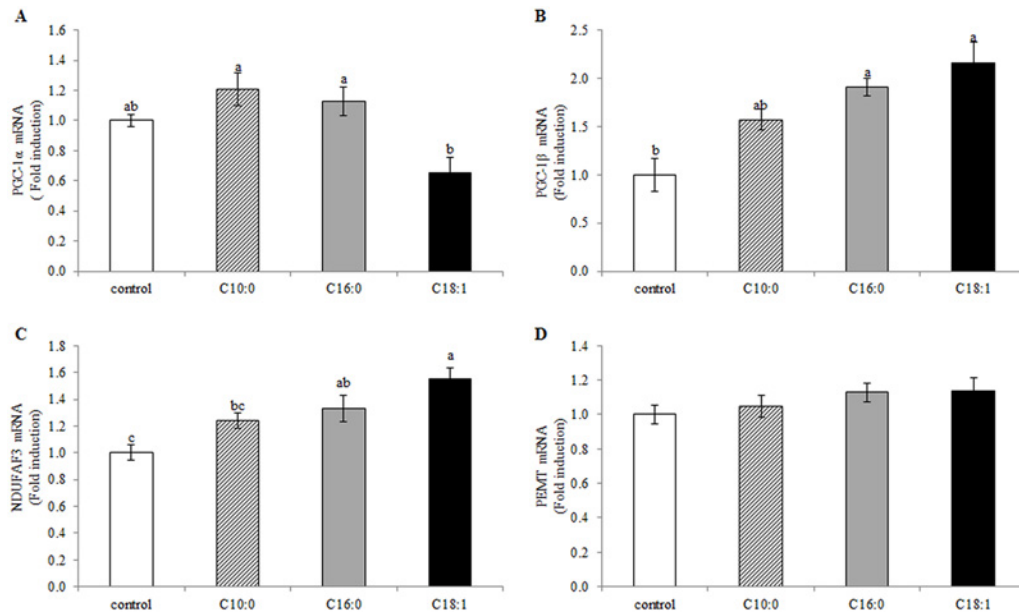 A
PGC-1α mRNA
( Fold induction)
1.6
1.4
1.2
1.0
0.8
0.6
0.4
0.2
0.0
ab
a
a
b
control C10:0 C16:0 C18:1
B
PGC-1β mRNA
(Fold induction)
2.5
2.0
1.5
1.0
0.5
0.0
b
ab
a
a
control C10:0 C16:0 C18:1
C
NDUFAF3 mRNA
(Fold induction)
1.8
1.6
1.4
1.2
1.0
0.8
0.6
0.4
0.2
0.0
c
bc
ab
a
control C10:0 C16:0 C18:1
D
PEMT mRNA
(Fold induction)
1.4
1.2
1.0
0.8
0.6
0.4
0.2
0.0
control C10:0 C16:0 C18:1